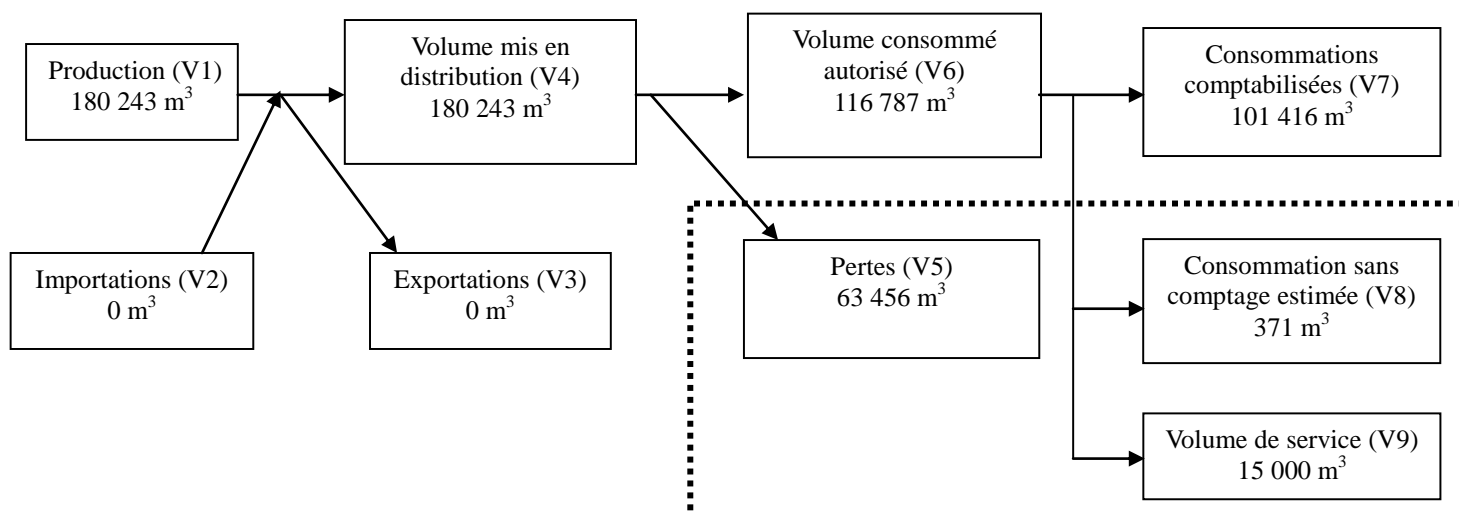 Production (V1)
180 243 m³
Volume mis en
distribution (V4)
180 243 m³
Volume consommé
autorisé (V6)
116 787 m³
Consommations
comptabilisées (V7)
101 416 m³
Importations (V2)
0 m³
Exportations (V3)
0 m³
Pertes (V5)
63 456 m³
Consommation sans
comptage estimée (V8)
371 m³
Volume de service (V9)
15 000 m³